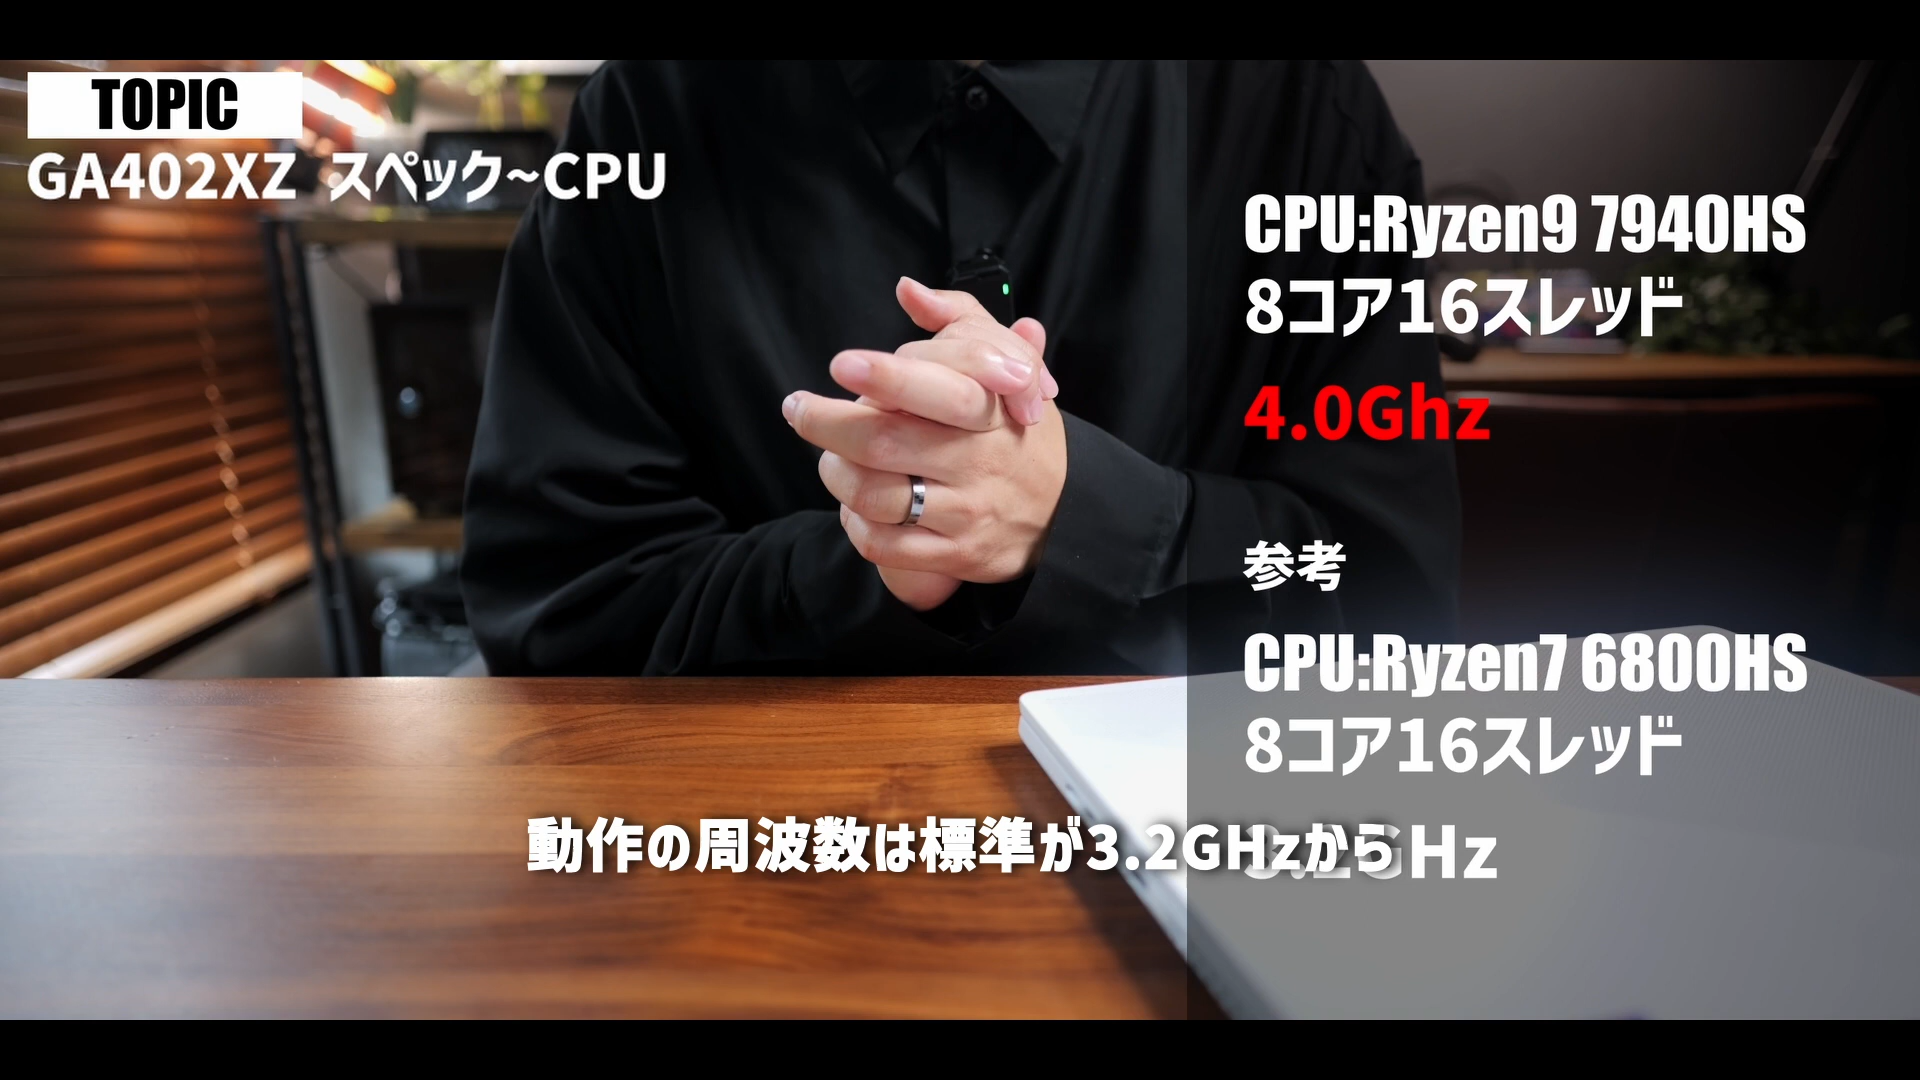 TOPIC
GA402XZ スペック~CPU
CPU:Ryzen9 7940HS
8コア16スレッド
4.0Ghz
参考
CPU:Ryzen7 6800HS
8コア16スレッド
3.2GHz
動作の周波数は標準が3.2GHzから